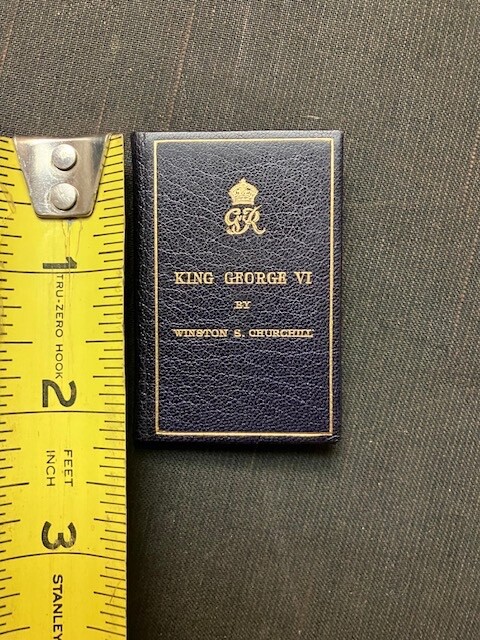 GR
KING GEORGE VI
BY
WINSTON S. CHURCHILL
1
TRU-ZERO HOOK
2
FEET
INCH
3
STANLEY